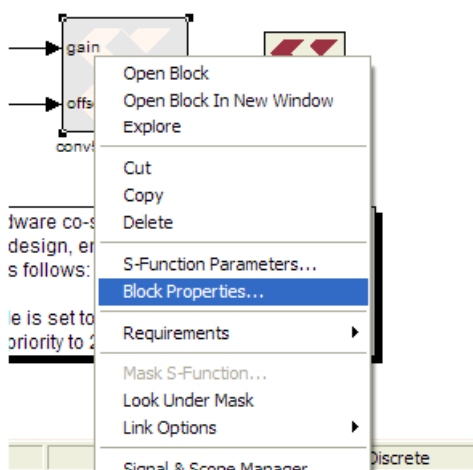 gain
Open Block
offs
Open Block In New Window
Explore
conv5
Cut
Copy
Delete
dware co-s
design, en
S-Function Parameters...
s follows:
Block Properties...
le is set to
Requirements
priority to 2
Mask S-Function...
Look Under Mask
Link Options
Discrete
Signal & Scope Manager